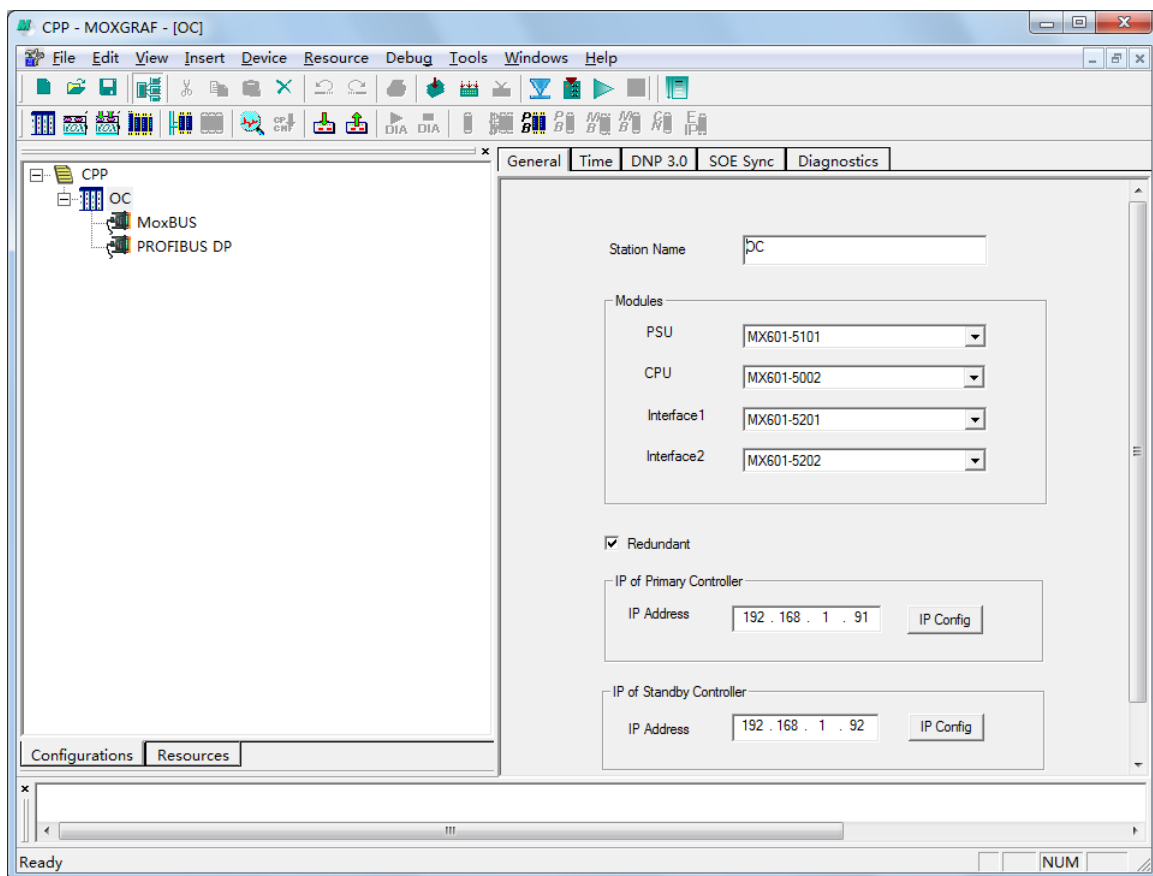 CPP - MOXGRAF - [OC]
File Edit View Insert Device Resource Debug Tools Windows Help
DIA DIA
CPP
OC
MoxBUS
PROFIBUS DP
Configurations Resources
General Time DNP 3.0 SOE Sync Diagnostics
Station Name OC
Modules
PSU MX601-5101
CPU MX601-5002
Interface1 MX601-5201
Interface2 MX601-5202
Redundant
IP of Primary Controller
IP Address 192 . 168 . 1 . 91 IP Config
IP of Standby Controller
IP Address 192 . 168 . 1 . 92 IP Config
Ready NUM